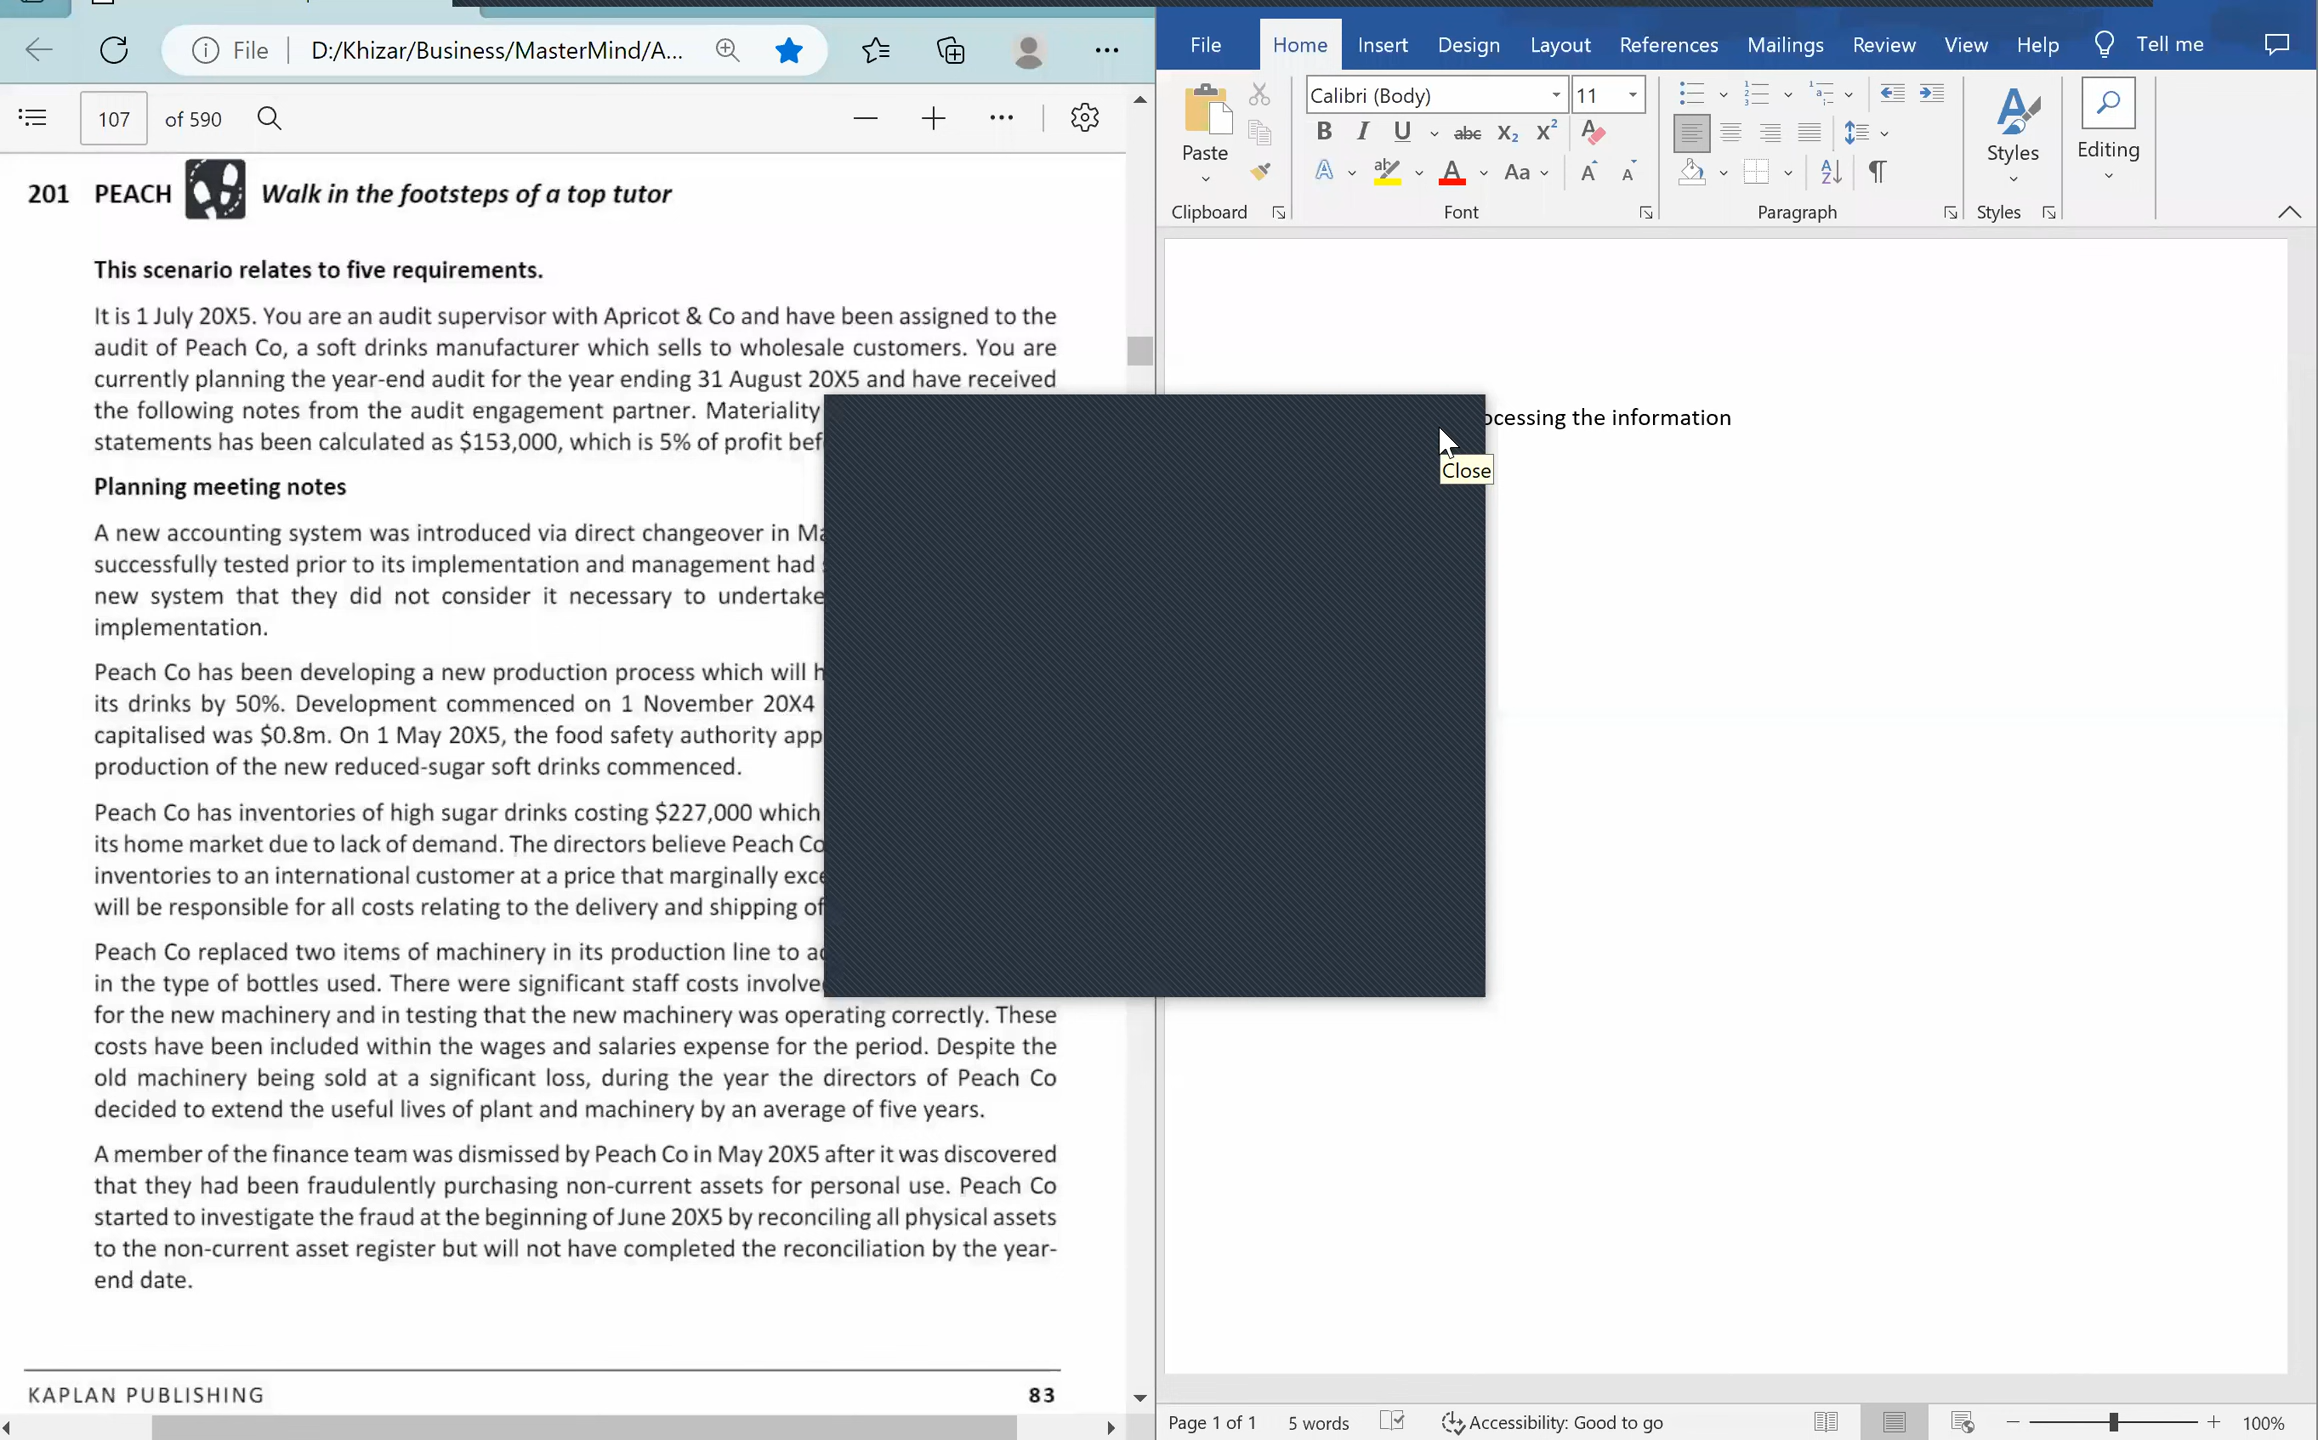 File
D:/Khizar/Business/MasterMind/A...
107 of 590
201 PEACH Walk in the footsteps of a top tutor
This scenario relates to five requirements.
It is 1 July 20X5. You are an audit supervisor with Apricot & Co and have been assigned to the
audit of Peach Co, a soft drinks manufacturer which sells to wholesale customers. You are
currently planning the year-end audit for the year ending 31 August 20X5 and have received
the following notes from the audit engagement partner. Materiality
statements has been calculated as $153,000, which is 5% of profit bef
Planning meeting notes
A new accounting system was introduced via direct changeover in Ma
successfully tested prior to its implementation and management had
new system that they did not consider it necessary to undertake
implementation.
Peach Co has been developing a new production process which will h
its drinks by 50%. Development commenced on 1 November 20X4
capitalised was $0.8m. On 1 May 20X5, the food safety authority app
production of the new reduced-sugar soft drinks commenced.
Peach Co has inventories of high sugar drinks costing $227,000 which
its home market due to lack of demand. The directors believe Peach Co
inventories to an international customer at a price that marginally exce
will be responsible for all costs relating to the delivery and shipping of
Peach Co replaced two items of machinery in its production line to ac
in the type of bottles used. There were significant staff costs involve
for the new machinery and in testing that the new machinery was operating correctly. These
costs have been included within the wages and salaries expense for the period. Despite the
old machinery being sold at a significant loss, during the year the directors of Peach Co
decided to extend the useful lives of plant and machinery by an average of five years.
A member of the finance team was dismissed by Peach Co in May 20X5 after it was discovered
that they had been fraudulently purchasing non-current assets for personal use. Peach Co
started to investigate the fraud at the beginning of June 20X5 by reconciling all physical assets
to the non-current asset register but will not have completed the reconciliation by the year-
end date.
KAPLAN PUBLISHING 83
File Home Insert Design Layout References Mailings Review View Help Tell me
Calibri (Body) 11
B I U abc X2 X2
Paste
A ab A Aa A A
Styles
Editing
Clipboard Font Paragraph Styles
ocessing the information
Close
Page 1 of 1 5 words Accessibility: Good to go 100%